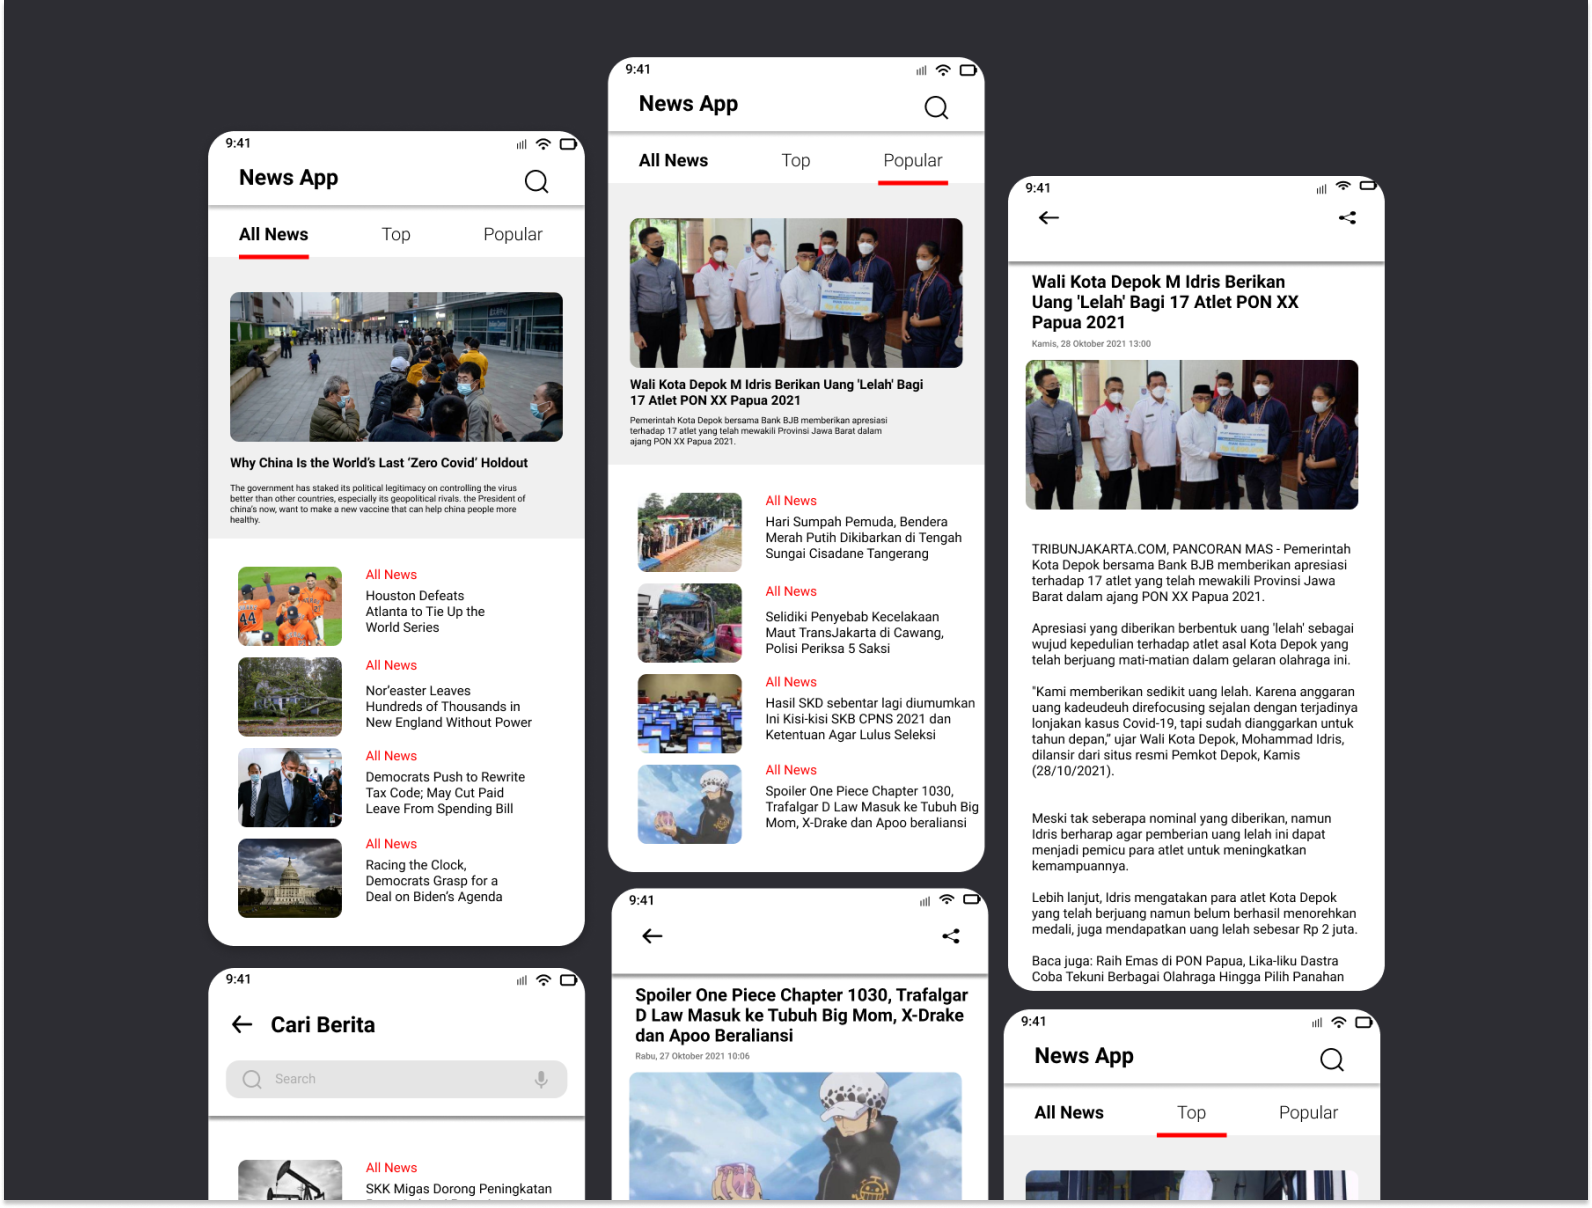 9:41
News App
All News
Top
Popular
Why China Is the World's Last 'Zero Covid' Holdout
The government has staked its political legitimacy on controlling the virus
better than other countries, especially its geopolitical rivals. the President of
china's now, want to make a new vaccine that can help china people more
healthy.
All News
Houston Defeats
Atlanta to Tie Up the
World Series
All News
Nor'easter Leaves
Hundreds of Thousands in
New England Without Power
All News
Democrats Push to Rewrite
Tax Code; May Cut Paid
Leave From Spending Bill
All News
Racing the Clock,
Democrats Grasp for a
Deal on Biden's Agenda
9:41
Cari Berita
Search
All News
SKK Migas Dorong Peningkatan
9:41
News App
All News
Top
Popular
Wali Kota Depok M Idris Berikan Uang 'Lelah' Bagi
17 Atlet PON XX Papua 2021
Pemerintah Kota Depok bersama Bank BJB memberikan apresiasi
terhadap 17 atlet yang telah mewakili Provinsi Jawa Barat dalam
ajang PON XX Papua 2021.
All News
Hari Sumpah Pemuda, Bendera
Merah Putih Dikibarkan di Tengah
Sungai Cisadane Tangerang
All News
Selidiki Penyebab Kecelakaan
Maut TransJakarta di Cawang,
Polisi Periksa 5 Saksi
All News
Hasil SKD sebentar lagi diumumkan
Ini Kisi-kisi SKB CPNS 2021 dan
Ketentuan Agar Lulus Seleksi
All News
Spoiler One Piece Chapter 1030,
Trafalgar D Law Masuk ke Tubuh Big
Mom, X-Drake dan Apoo beraliansi
9:41
Spoiler One Piece Chapter 1030, Trafalgar
D Law Masuk ke Tubuh Big Mom, X-Drake
dan Apoo Beraliansi
Rabu, 27 Oktober 2021 10:06
9:41
Wali Kota Depok M Idris Berikan
Uang 'Lelah' Bagi 17 Atlet PON XX
Papua 2021
Kamis, 28 Oktober 2021 13:00
TRIBUNJAKARTA.COM, PANCORAN MAS - Pemerintah
Kota Depok bersama Bank BJB memberikan apresiasi
terhadap 17 atlet yang telah mewakili Provinsi Jawa
Barat dalam ajang PON XX Papua 2021.
Apresiasi yang diberikan berbentuk uang 'lelah' sebagai
wujud kepedulian terhadap atlet asal Kota Depok yang
telah berjuang mati-matian dalam gelaran olahraga ini.
"Kami memberikan sedikit uang lelah. Karena anggaran
uang kadeudeuh direfocusing sejalan dengan terjadinya
lonjakan kasus Covid-19, tapi sudah dianggarkan untuk
tahun depan," ujar Wali Kota Depok, Mohammad Idris,
dilansir dari situs resmi Pemkot Depok, Kamis
(28/10/2021).
Meski tak seberapa nominal yang diberikan, namun
Idris berharap agar pemberian uang lelah ini dapat
menjadi pemicu para atlet untuk meningkatkan
kemampuannya.
Lebih lanjut, Idris mengatakan para atlet Kota Depok
yang telah berjuang namun belum berhasil menorehkan
medali, juga mendapatkan uang lelah sebesar Rp 2 juta.
Baca juga: Raih Emas di PON Papua, Lika-liku Dastra
Coba Tekuni Berbagai Olahraga Hingga Pilih Panahan
9:41
News App
All News
Top
Popular